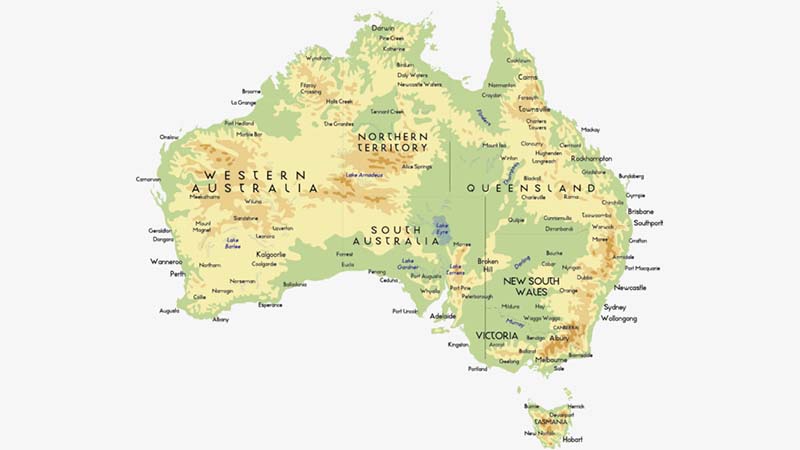 Darwin
Pine Creek
Katherine
Wyndham
Birdum
Daly Waters
Newcastle Waters
Fitzroy
Crossing
Halls Creek
Broome
La Grange
Tennant Creek
The Granites
Port Hedland
Marble Bar
Onslow
NORTHERN
TERRITORY
Alice Springs
Lake Amadeus
WESTERN
AUSTRALIA
Carnarvon
Meekatharra
Wiluna
Sandstone
Mount
Magnet
Laverton
Leonora
Geraldton
Dongara
Lake
Barlee
Kalgoorlie
Coolgardie
Wanneroo
Perth
Northam
Norseman
Narrogin
Collie
Esperance
Augusta
Albany
Balladonia
Forrest
Eucla
SOUTH
AUSTRALIA
Lake
Eyre
Marree
Lake
Gardner
Lake
Torrens
Penong
Ceduna
Port Augusta
Whyalla
Port Pirie
Peterborough
Port Lincoln
Adelaide
Kingston
Cooktown
Cairns
Normanton
Croydon
Forsyth
Townsville
Flinders
Charters
Towers
Mackay
Mount Isa
Cloncurry
Clermont
Hughenden
Winton
Longreach
Rockhampton
Gladstone
Blackall
Bundaberg
QUEENSLAND
Gympie
Charleville
Roma
Chinchilla
Brisbane
Toowoomba
Quilpie
Cunnamulla
Dirranbandi
Southport
Moree
Grafton
Armidale
Bourke
Broken
Hill
Darling
Cobar
Nyngan
Port Macquarie
Dubbo
NEW SOUTH
WALES
Orange
Newcastle
Mildura
Hay
Sydney
Wollongong
Wagga Wagga
Murray
CANBERRA
VICTORIA
Bendigo
Albury
Ararat
Ballarat
Bairnsdale
Melbourne
Geelong
Sale
Portland
Burnie
Herrick
Devonport
TASMANIA
New Norfolk
Hobart